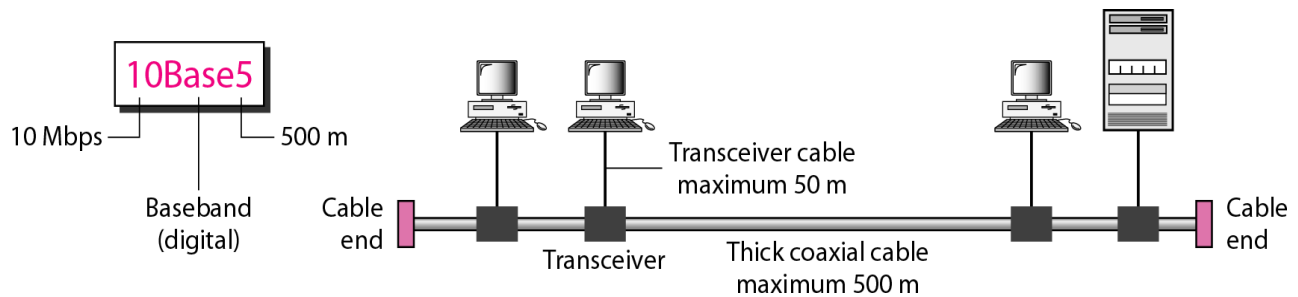 10Base5
10 Mbps
500 m
Baseband
(digital)
Transceiver cable
maximum 50 m
Cable
end
Transceiver
Thick coaxial cable
maximum 500 m
Cable
end